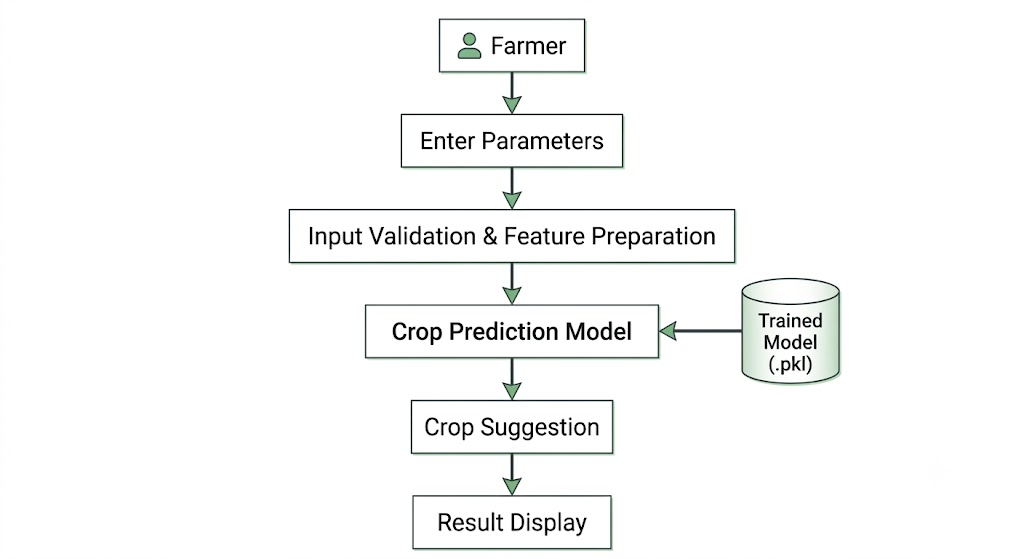 Farmer
Enter Parameters
Input Validation & Feature Preparation
Crop Prediction Model
Trained
Model
(.pkl)
Crop Suggestion
Result Display